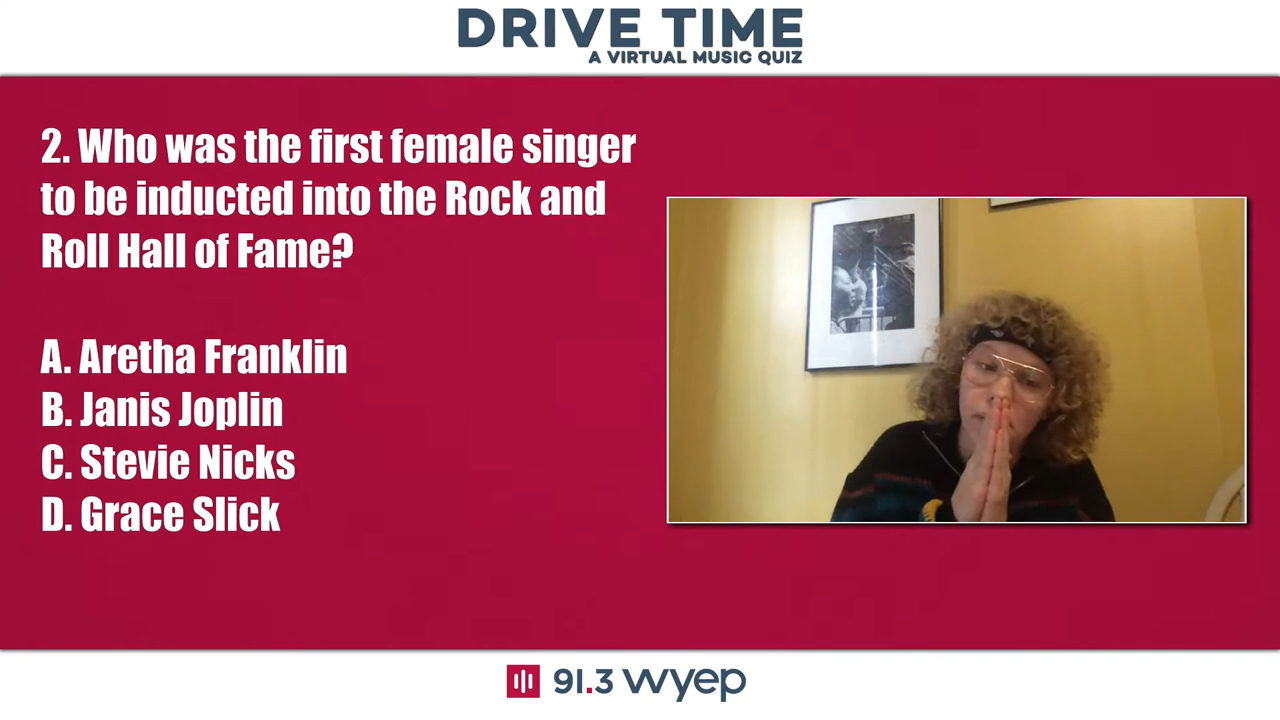 DRIVE TIME
A VIRTUAL MUSIC QUIZ
2. Who was the first female singer
to be inducted into the Rock and
Roll Hall of Fame?
A. Aretha Franklin
B. Janis Joplin
C. Stevie Nicks
D. Grace Slick
91.3 wyep